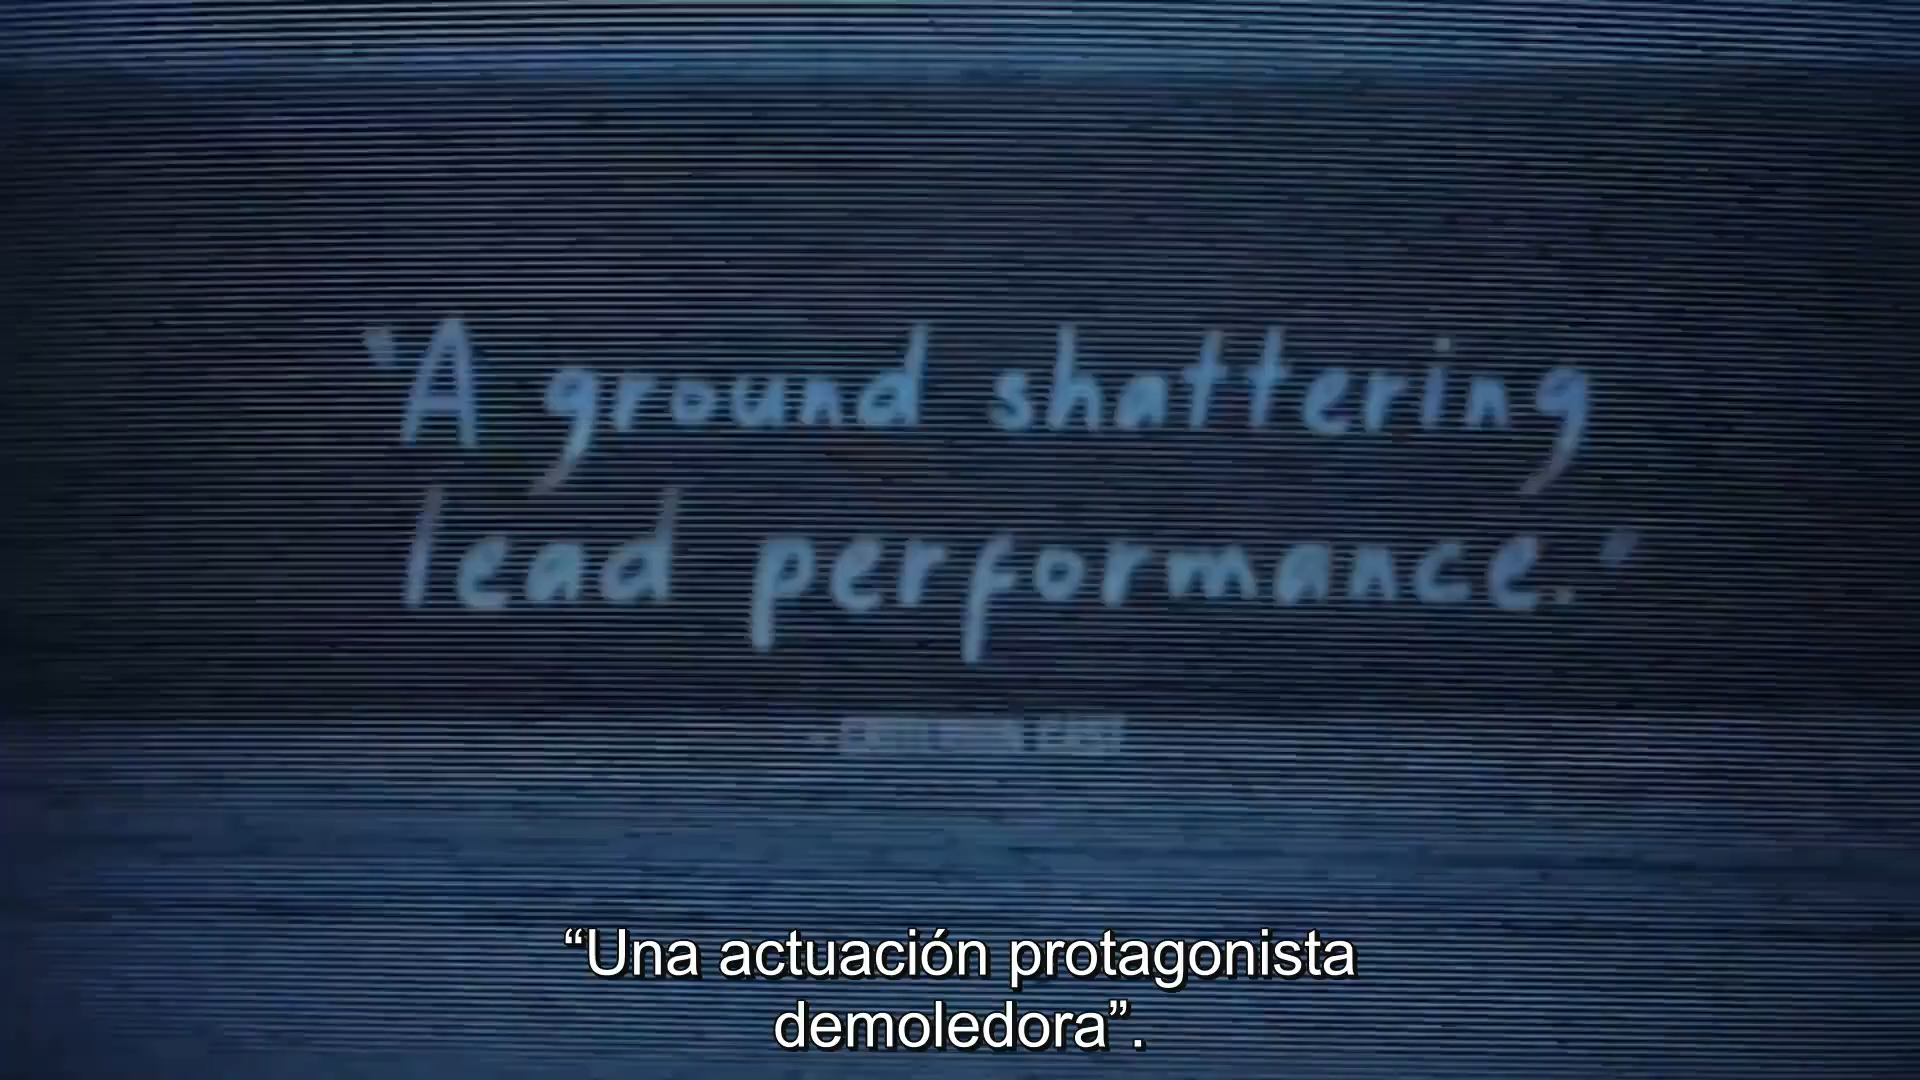 “A ground shattering
lead performance.”
“Una actuación protagonista
demoledora”.